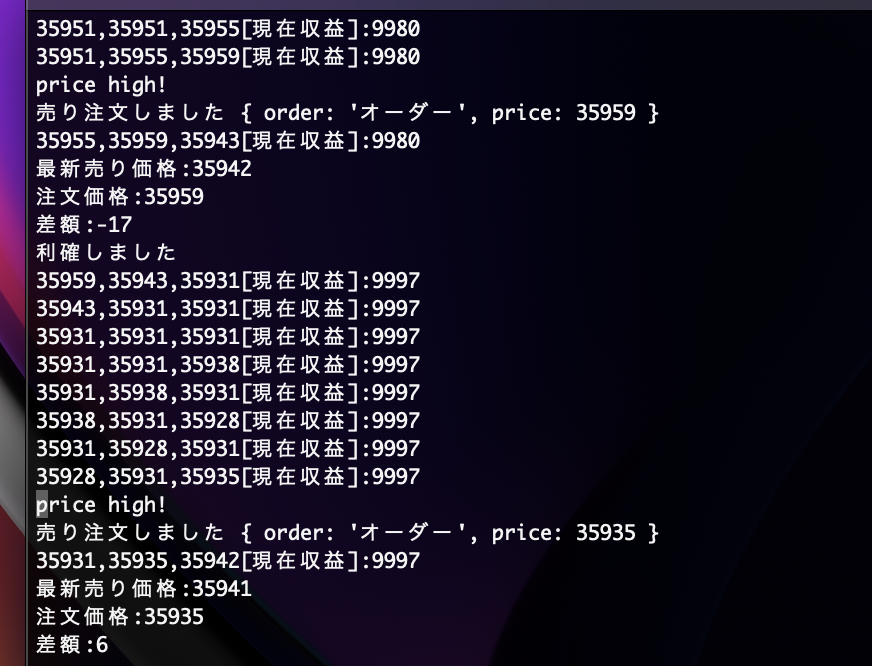 35951,35951,35955[現在収益]:9980
35951,35955,35959[現在収益]:9980
price high!
売り注文しました { order: 'オーダー', price: 35959 }
35955,35959,35943[現在収益]:9980
最新売り価格:35942
注文価格:35959
差額:-17
利確しました
35959,35943,35931[現在収益]:9997
35943,35931,35931[現在収益]:9997
35931,35931,35931[現在収益]:9997
35931,35931,35938[現在収益]:9997
35931,35938,35931[現在収益]:9997
35938,35931,35928[現在収益]:9997
35931,35928,35931[現在収益]:9997
35928,35931,35935[現在収益]:9997
price high!
売り注文しました { order: 'オーダー', price: 35935 }
35931,35935,35942[現在収益]:9997
最新売り価格:35941
注文価格:35935
差額:6